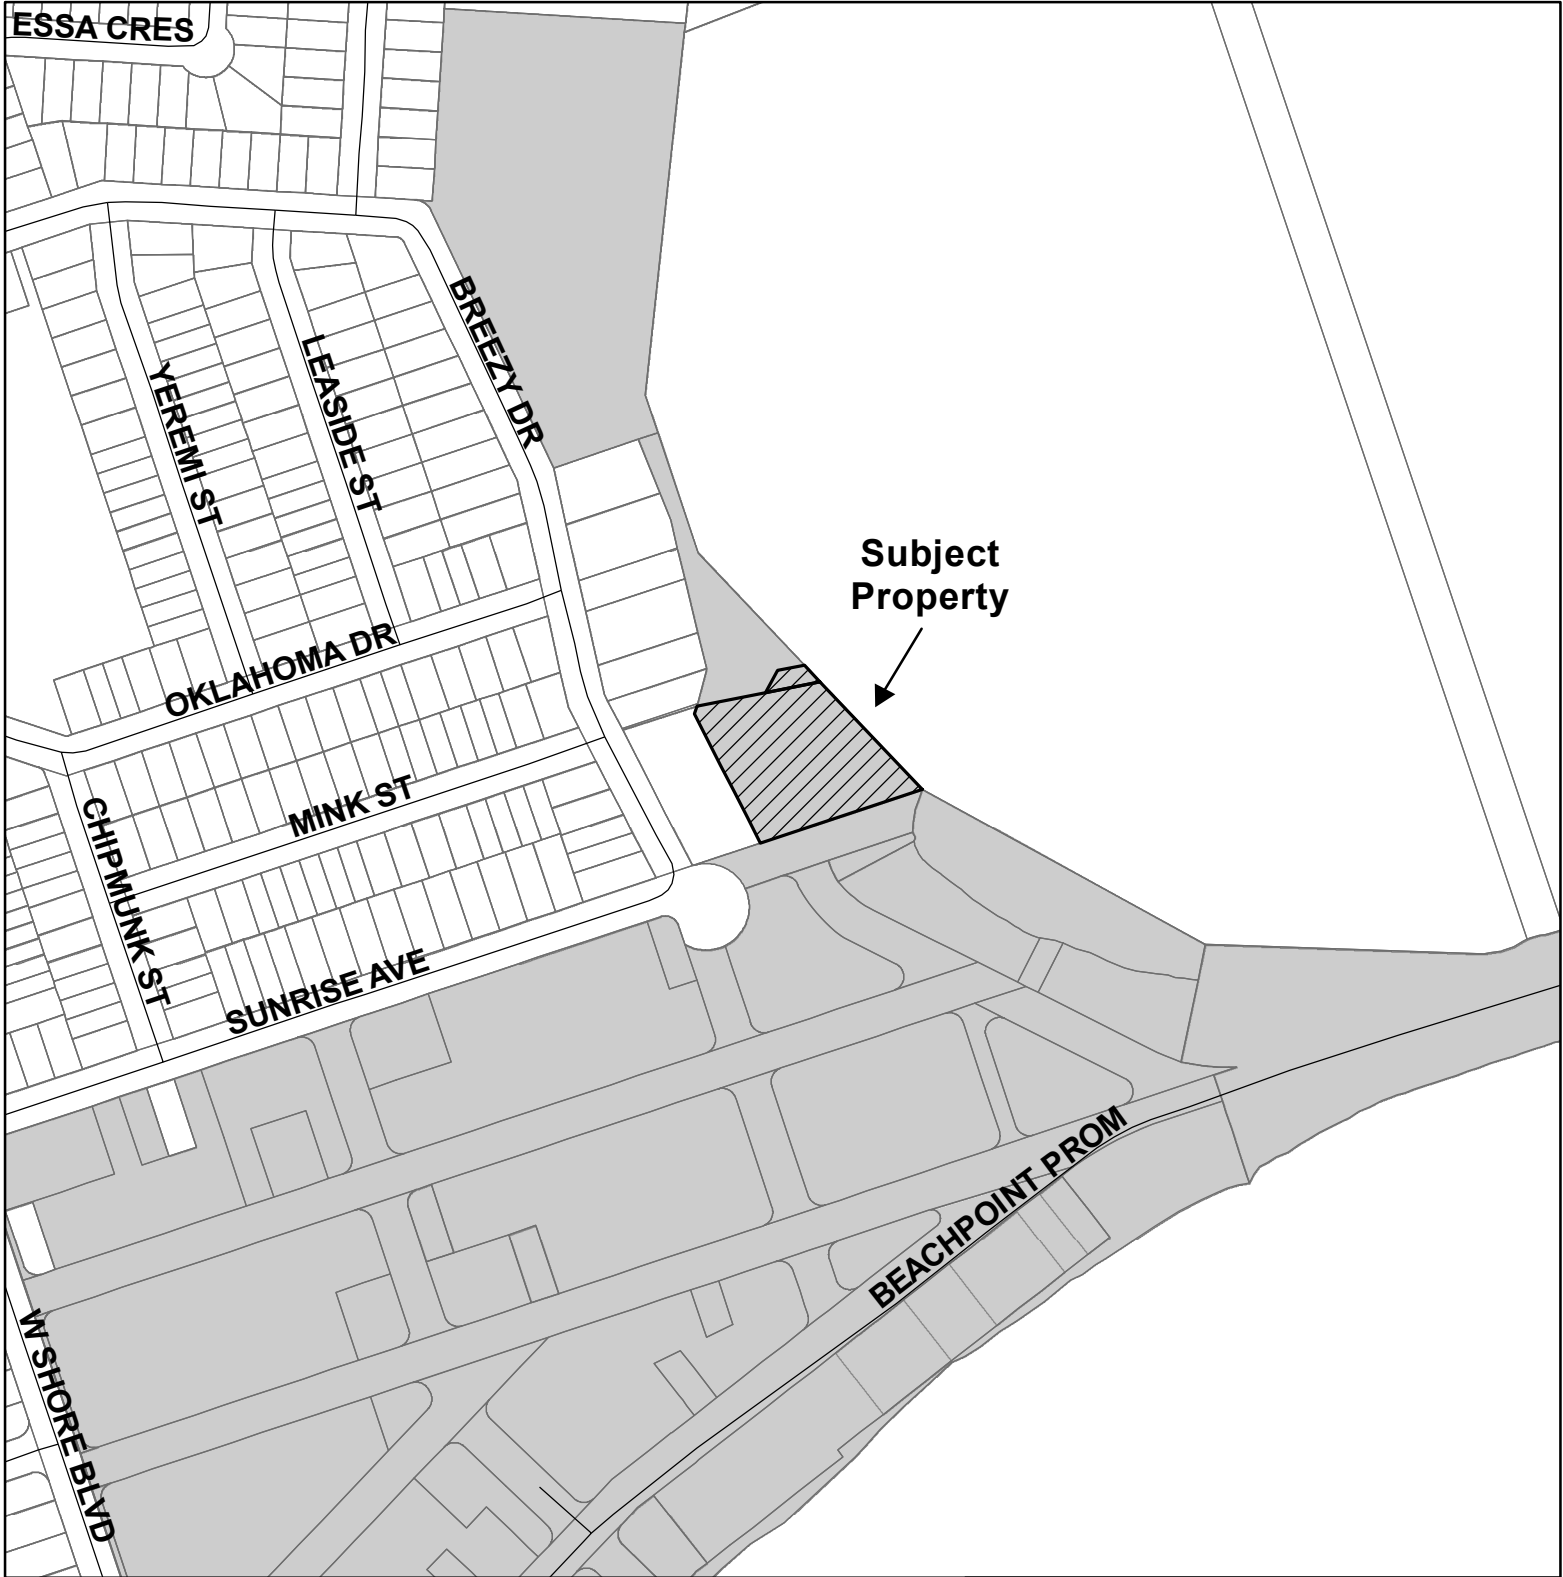 ESSA CRES
BREEZY DR
LEASIDE ST
YEREMI ST
Subject
Property
OKLAHOMA DR
MINK ST
CHIPMUNK ST
SUNRISE AVE
BEACHPOINT PROM
W SHORE BLVD